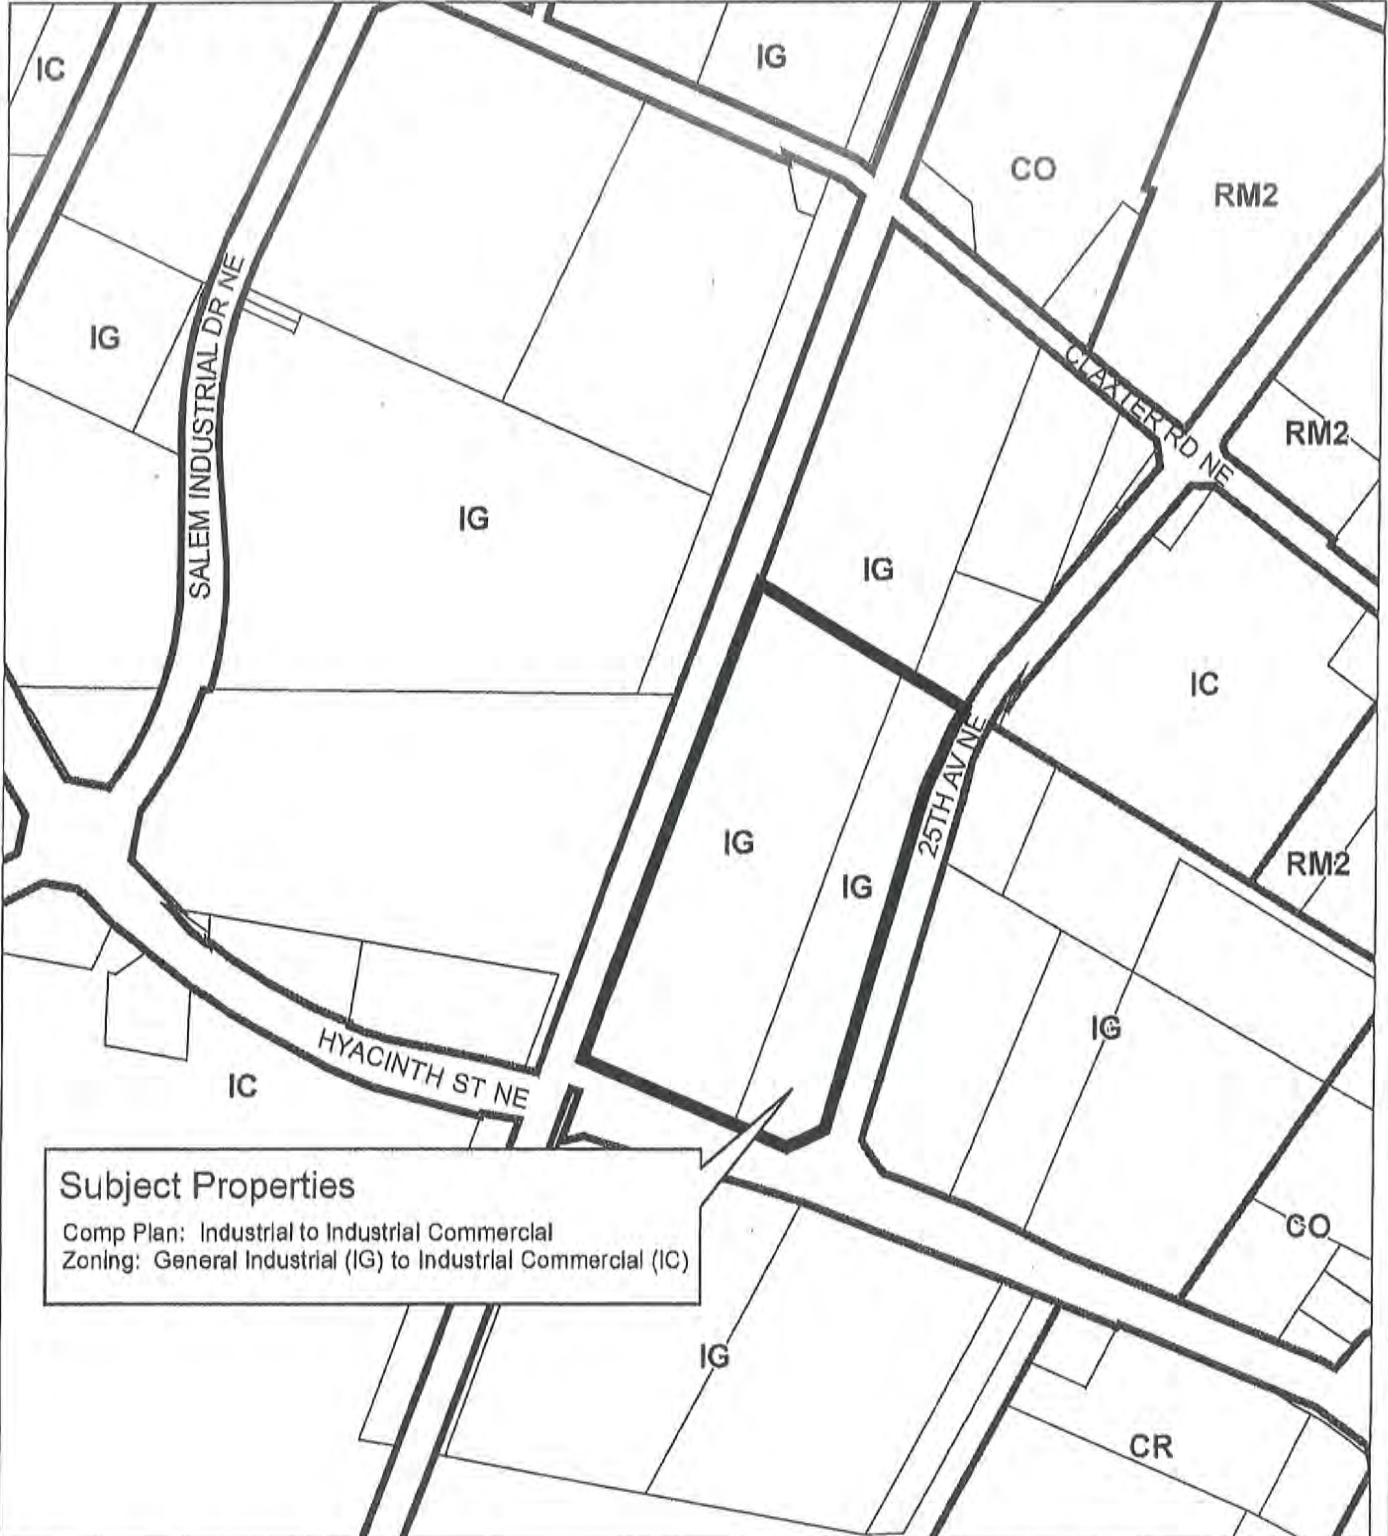 IG
IC
CO
RM2
SALEM INDUSTRIAL DR NE
IG
CLAXTER RD NE
RM2
IG
IG
IC
25TH AV NE
IG
RM2
IG
IG
HYACINTH ST NE
IC
Subject Properties
Comp Plan: Industrial to Industrial Commercial
Zoning: General Industrial (IG) to Industrial Commercial (IC)
CO
IG
CR